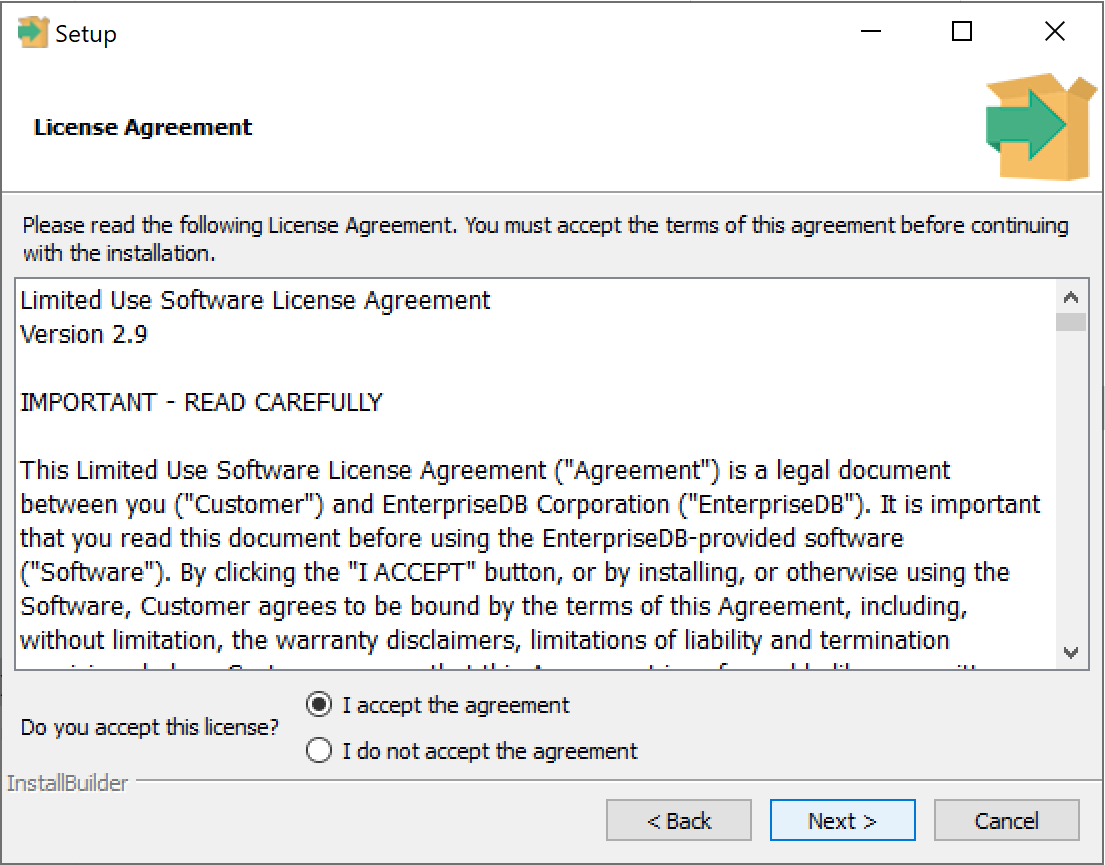 Setup
License Agreement
Please read the following License Agreement. You must accept the terms of this agreement before continuing
with the installation.
Limited Use Software License Agreement
Version 2.9
IMPORTANT - READ CAREFULLY
This Limited Use Software License Agreement ("Agreement") is a legal document
between you ("Customer") and EnterpriseDB Corporation ("EnterpriseDB"). It is important
that you read this document before using the EnterpriseDB-provided software
("Software"). By clicking the "I ACCEPT" button, or by installing, or otherwise using the
Software, Customer agrees to be bound by the terms of this Agreement, including,
without limitation, the warranty disclaimers, limitations of liability and termination
Do you accept this license?
I accept the agreement
I do not accept the agreement
InstallBuilder
< Back
Next >
Cancel